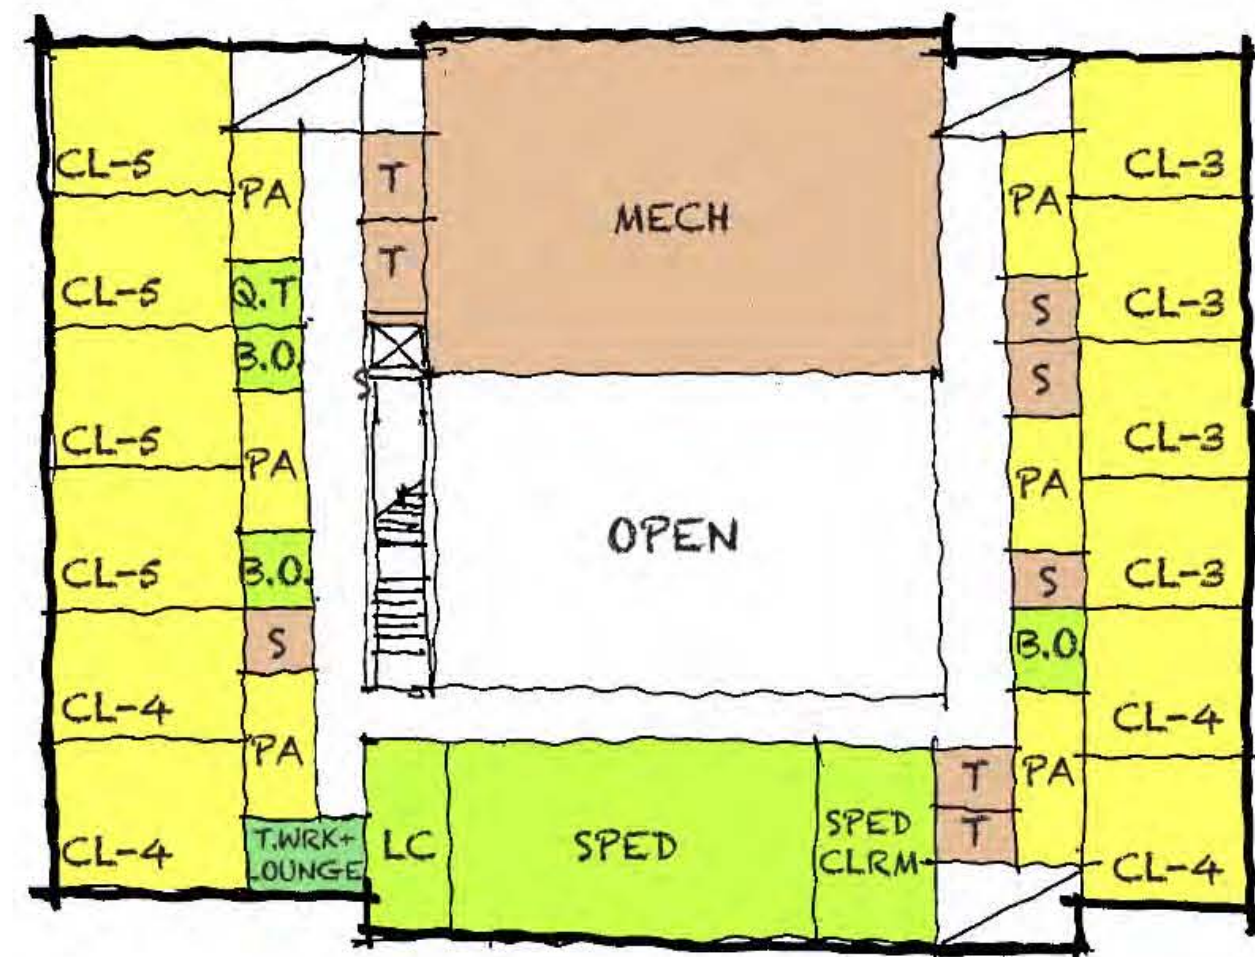 CL-5
CL-5
CL-5
CL-5
CL-4
CL-4
PA
Q.T
B.O.
PA
B.O.
S
PA
T.WRK+
LOUNGE
T
T
S
MECH
OPEN
LC
SPED
SPED
CLRM
T
T
PA
S
S
PA
S
B.O.
PA
CL-3
CL-3
CL-3
CL-3
CL-4
CL-4